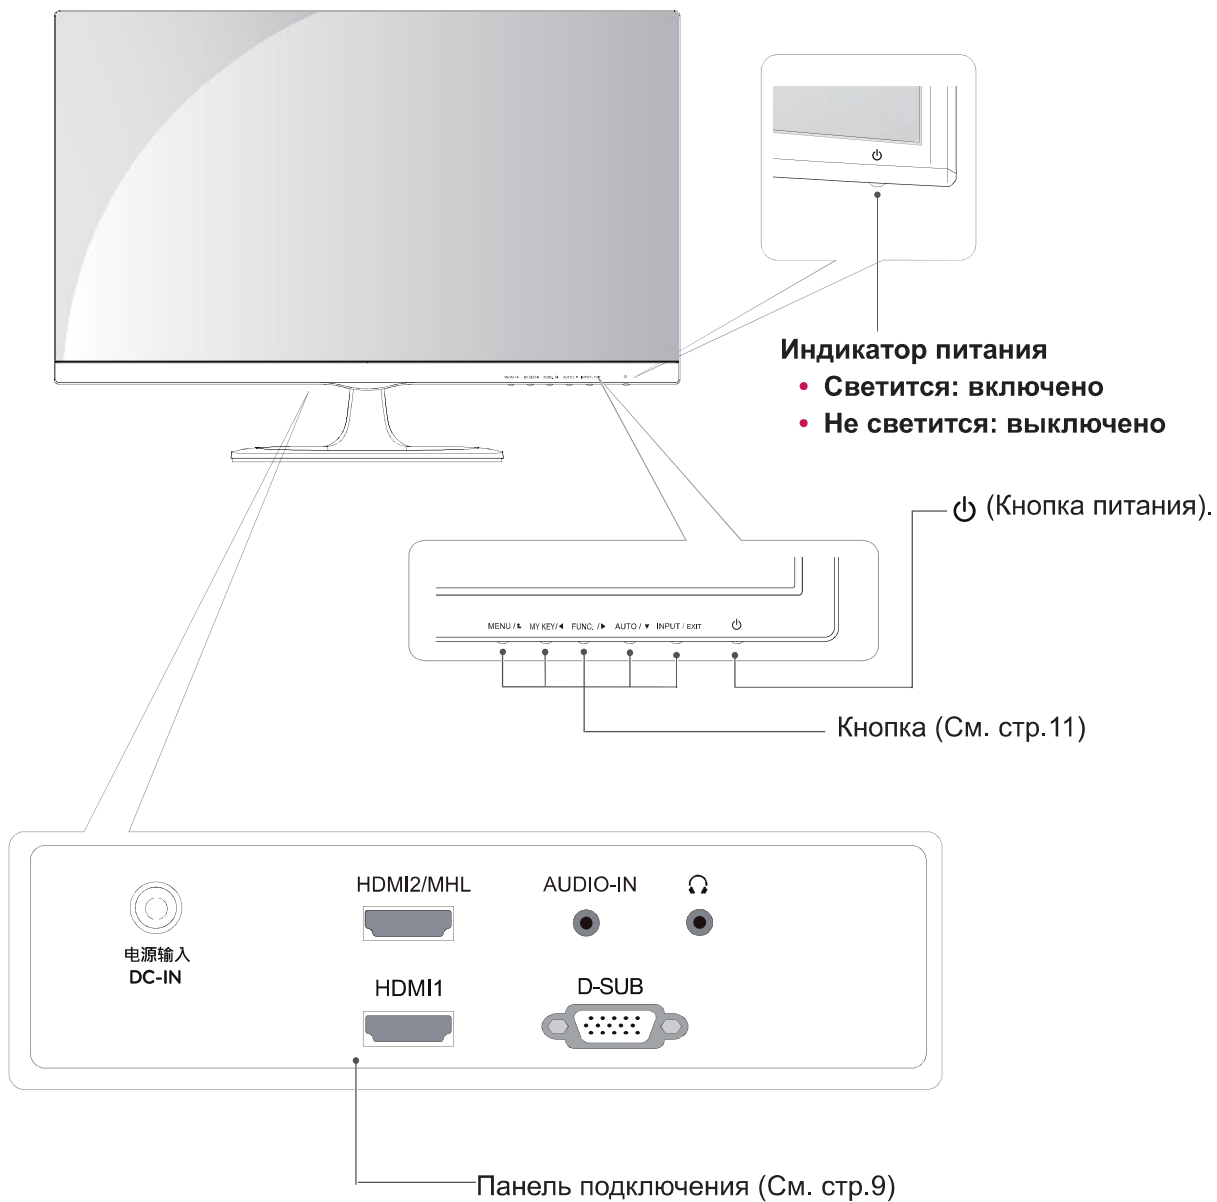 Индикатор питания
• Светится: включено
• Не светится: выключено
(Кнопка питания).
MENU / MY KEY/◀ FUNC. /▶ AUTO / ▼ INPUT / EXIT
Кнопка (См. стр.11)
HDMI2/MHL AUDIO-IN
电源输入
DC-IN
HDMI1 D-SUB
Панель подключения (См. стр.9)